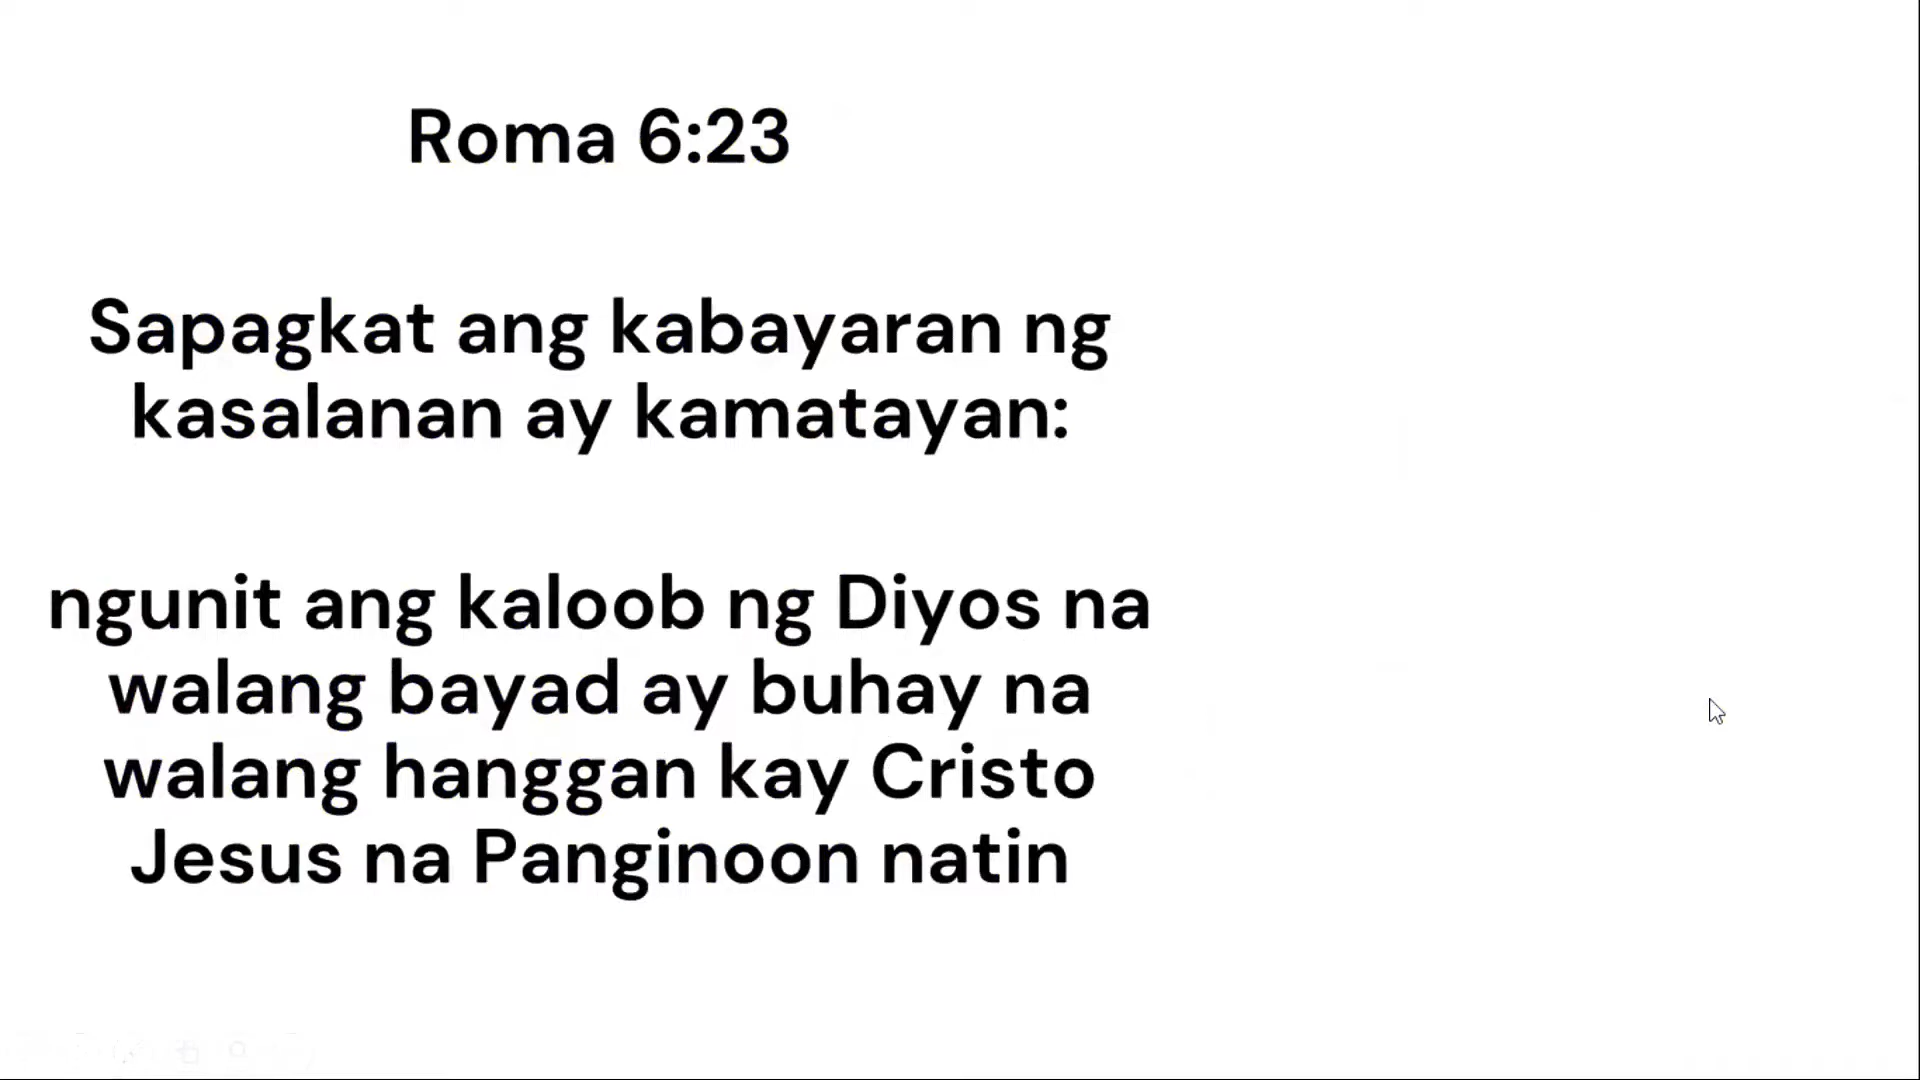 Roma 6:23
Sapagkat ang kabayaran ng
kasalanan ay kamatayan:
ngunit ang kaloob ng Diyos na
walang bayad ay buhay na
walang hanggan kay Cristo
Jesus na Panginoon natin